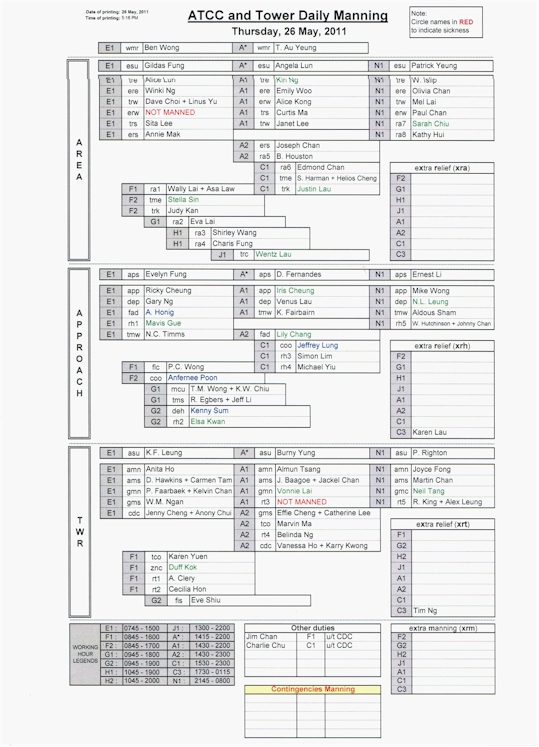 Date of printing: 28 May, 2011
Time of printing: 5:18 PM
ATCC and Tower Daily Manning
Thursday, 26 May, 2011
Note:
Circle names in RED
to indicate sickness
E1 wmr Ben Wong A* wmr T. Au Yeung
AREA
E1 esu Gildas Fung A* esu Angela Lun N1 esu Patrick Yeung
E1 tre Alice Lun A1 tre Kin Ng N1 tre W. Islip
E1 ere Winki Ng A1 ere Emily Woo N1 ere Olivia Chan
E1 trw Dave Choi + Linus Yu A1 erw Alice Kong N1 trw Mei Lai
E1 erw NOT MANNED A1 trs Curtis Ma N1 erw Paul Chan
E1 trs Sita Lee A1 trw Janet Lee N1 ra7 Sarah Chiu
E1 ers Annie Mak N1 ra8 Kathy Hui
A2 ers Joseph Chan
A2 ra5 B. Houston
C1 ra6 Edmond Chan
C1 tme S. Harman + Helios Cheng
F1 ra1 Wally Lai + Asa Law C1 trk Justin Lau
F2 tme Stella Sin
F2 trk Judy Kan
G1 ra2 Eva Lai
H1 ra3 Shirley Wang
H1 ra4 Charis Fung
J1 trc Wentz Lau
extra relief (xra)
F2
G1
H1
J1
A1
A2
C1
C3
APPROACH
E1 aps Evelyn Fung A* aps D. Fernandes N1 aps Ernest Li
E1 app Ricky Cheung A1 app Iris Cheung N1 app Mike Wong
E1 dep Gary Ng A1 dep Venus Lau N1 dep N.L. Leung
E1 fad A. Honig A1 tmw K. Fairbairn N1 tmw Aldous Sham
E1 rh1 Mavis Gue N1 rh5 W. Hutchinson + Johnny Chan
E1 tmw N.C. Timms A2 fad Lily Chang
C1 coo Jeffrey Lung
C1 rh3 Simon Lim
F1 flc P.C. Wong C1 rh4 Michael Yiu
F2 coo Anfernee Poon
G1 mcu T.M. Wong + K.W. Chiu
G1 tms R. Egbers + Jeff Li
G2 deh Kenny Sum
G2 rh2 Elsa Kwan
extra relief (xrh)
F2
G1
H1
J1
A1
A2
C1
C3 Karen Lau
TWR
E1 asu K.F. Leung A* asu Burny Yung N1 asu P. Righton
E1 amn Anita Ho A1 amn Almun Tsang N1 amn Joyce Fong
E1 ams D. Hawkins + Carmen Tam A1 ams J. Baagoe + Jackel Chan N1 ams Martin Chan
E1 gmn P. Faarbaek + Kelvin Chan A1 gmn Vonnie Lai N1 gmc Neil Tang
E1 gms W.M. Ngan A1 rt3 NOT MANNED N1 rt5 R. King + Alex Leung
E1 cdc Jenny Cheng + Anony Chui A2 gms Effie Cheng + Catherine Lee
A2 tco Marvin Ma
A2 rt4 Belinda Ng
A2 cdc Vanessa Ho + Karry Kwong
F1 tco Karen Yuen
F1 znc Duff Kok
F1 rt1 A. Clery
F1 rt2 Cecilia Hon
G2 fis Eve Shiu
extra relief (xrt)
F1
G2
H2
J1
A1
A2
C1
C3 Tim Ng
WORKING HOUR LEGENDS
E1 : 0745 - 1500 J1 : 1300 - 2200
F1 : 0845 - 1600 A* : 1415 - 2200
F2 : 0845 - 1700 A1 : 1430 - 2200
G1 : 0945 - 1800 A2 : 1430 - 2300
G2 : 0945 - 1900 C1 : 1530 - 2300
H1 : 1045 - 1900 C3 : 1730 - 0115
H2 : 1045 - 2000 N1 : 2145 - 0800
Other duties
Jim Chan F1 u/t CDC
Charlie Chu C1 u/t CDC
Contingencies Manning
extra manning (xrm)
F2
G2
H2
J1
A1
A2
C1
C3